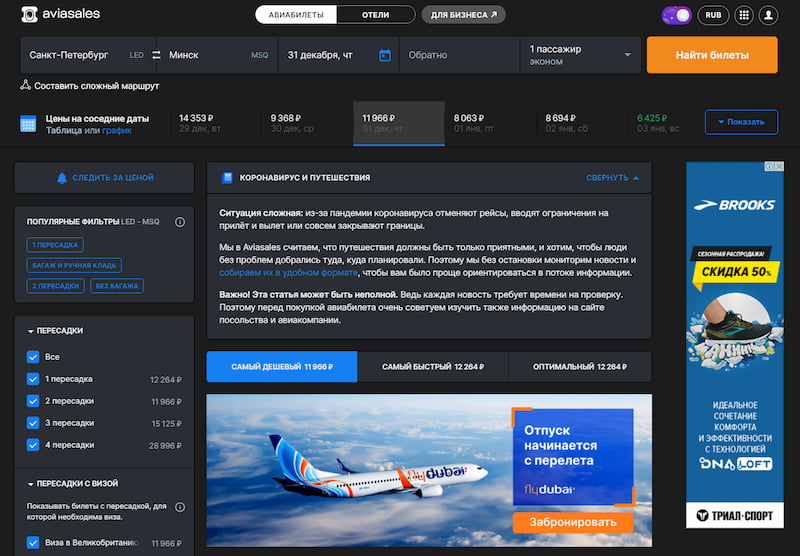 aviasales
АВИАБИЛЕТЫ
ОТЕЛИ
ДЛЯ БИЗНЕСА ↗
RUB
Санкт-Петербург LED
Минск MSQ
31 декабря, чт
Обратно
1 пассажир
эконом
Найти билеты
Составить сложный маршрут
Цены на соседние даты
Таблица или график
14 353 ₽
29 дек, вт
9 368 ₽
30 дек, ср
11 966 ₽
31 дек, чт
8 063 ₽
01 янв, пт
8 694 ₽
02 янв, сб
6 425 ₽
03 янв, вс
Показать
СЛЕДИТЬ ЗА ЦЕНОЙ
ПОПУЛЯРНЫЕ ФИЛЬТРЫ LED - MSQ
1 ПЕРЕСАДКА
БАГАЖ И РУЧНАЯ КЛАДЬ
2 ПЕРЕСАДКИ
БЕЗ БАГАЖА
ПЕРЕСАДКИ
Все
1 пересадка 12 264 ₽
2 пересадки 11 966 ₽
3 пересадки 15 125 ₽
4 пересадки 28 996 ₽
ПЕРЕСАДКИ С ВИЗОЙ
Показывать билеты с пересадкой, для
которой необходима виза.
Виза в Великобритани 11 966 ₽
КОРОНАВИРУС И ПУТЕШЕСТВИЯ
СВЕРНУТЬ
Ситуация сложная: из-за пандемии коронавируса отменяют рейсы, вводят ограничения на
прилёт и вылет или совсем закрывают границы.
Мы в Aviasales считаем, что путешествия должны быть только приятными, и хотим, чтобы люди
без проблем добрались туда, куда планировали. Поэтому мы без остановки мониторим новости и
собираем их в удобном формате, чтобы вам было проще ориентироваться в потоке информации.
Важно! Эта статья может быть неполной. Ведь каждая новость требует времени на проверку.
Поэтому перед покупкой авиабилета очень советуем изучить также информацию на сайте
посольства и авиакомпании.
САМЫЙ ДЕШЕВЫЙ 11 966 ₽
САМЫЙ БЫСТРЫЙ 12 264 ₽
ОПТИМАЛЬНЫЙ 12 264 ₽
flydubai
Отпуск
начинается
с перелета
flydubai
Забронировать
BROOKS
СЕЗОННАЯ РАСПРОДАЖА!
СКИДКА 50%
ИДЕАЛЬНОЕ
СОЧЕТАНИЕ
КОМФОРТА
И ЭФФЕКТИВНОСТИ
С ТЕХНОЛОГИЕЙ
DNA LOFT
ТРИАЛ-СПОРТ